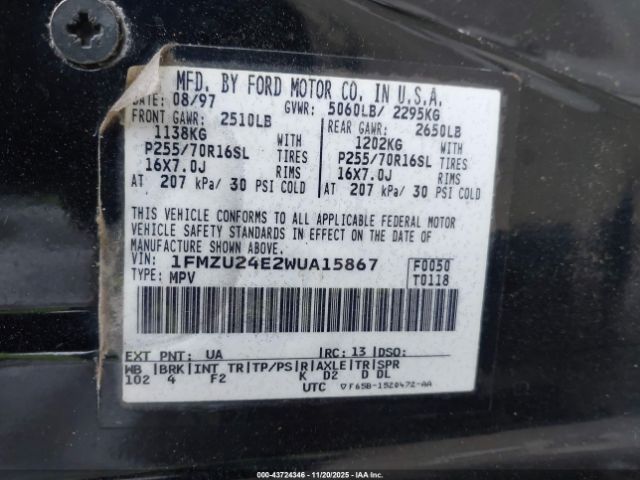 MFD. BY FORD MOTOR CO. IN U.S.A.
DATE: 08/97 GVWR: 5060LB/ 2295KG
FRONT GAWR: 2510LB REAR GAWR: 2650LB
1138KG WITH 1202KG WITH
P255/70R16SL TIRES P255/70R16SL TIRES
16X7.0J RIMS 16X7.0J RIMS
AT 207 kPa/ 30 PSI COLD AT 207 kPa/ 30 PSI COLD
THIS VEHICLE CONFORMS TO ALL APPLICABLE FEDERAL MOTOR
VEHICLE SAFETY STANDARDS IN EFFECT ON THE DATE OF
MANUFACTURE SHOWN ABOVE.
VIN: 1FMZU24E2WUA15867 F0050
TYPE: MPV T0118
EXT PNT: UA RC: 13 DSO:
WB BRK INT TR TP/PS R AXLE TR SPR
102 4 F2 K D2 D DL
UTC ▽F65B-1520472-AA
© 43724346 | 11/20/2025 - IAAI.com